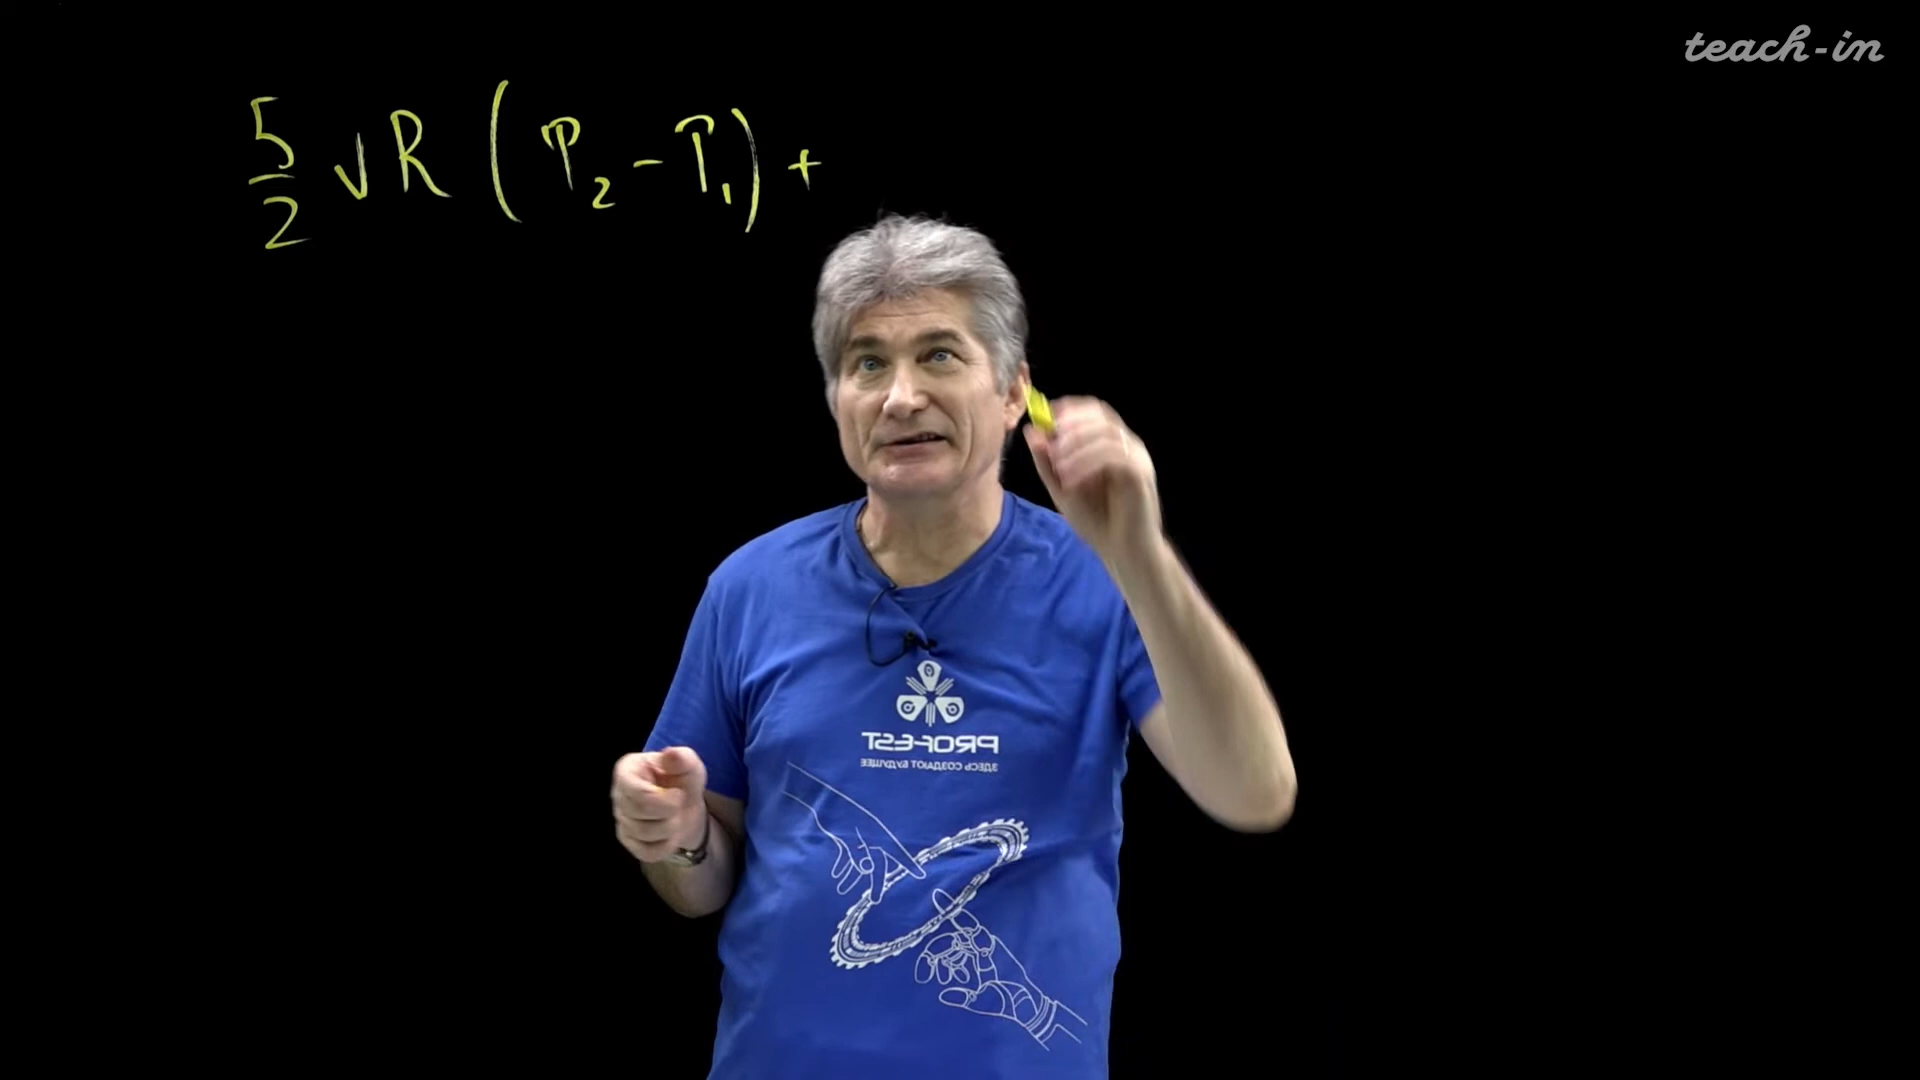 teach-in
5/2 νR (T₂ - T₁) +
PROFEST
ЗДЕСЬ СОЗДАЮТ БУДУЩЕЕ